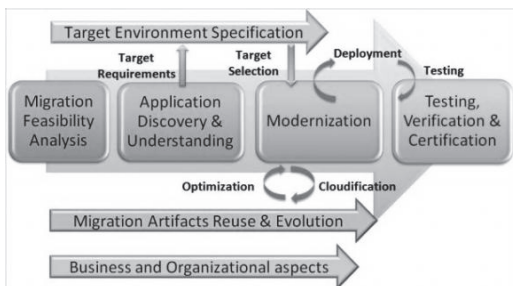 Target Environment Specification
Target
Requirements
Target
Selection
Deployment
Testing
Migration
Feasibility
Analysis
Application
Discovery &
Understanding
Modernization
Testing,
Verification &
Certification
Optimization
Cloudification
Migration Artifacts Reuse & Evolution
Business and Organizational aspects